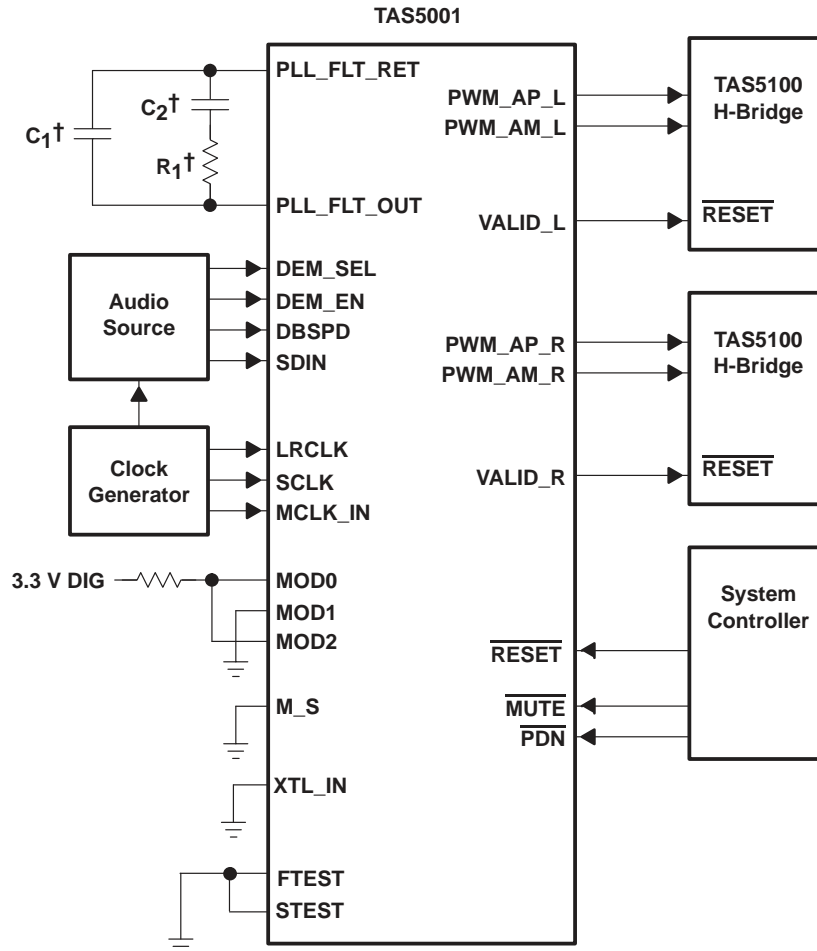 TAS5001
PLL_FLT_RET
C2†
C1†
R1†
PLL_FLT_OUT
Audio
Source
DEM_SEL
DEM_EN
DBSPD
SDIN
Clock
Generator
LRCLK
SCLK
MCLK_IN
3.3 V DIG
MOD0
MOD1
MOD2
M_S
XTL_IN
FTEST
STEST
PWM_AP_L
PWM_AM_L
VALID_L
TAS5100
H-Bridge
RESET
PWM_AP_R
PWM_AM_R
VALID_R
TAS5100
H-Bridge
RESET
RESET
MUTE
PDN
System
Controller